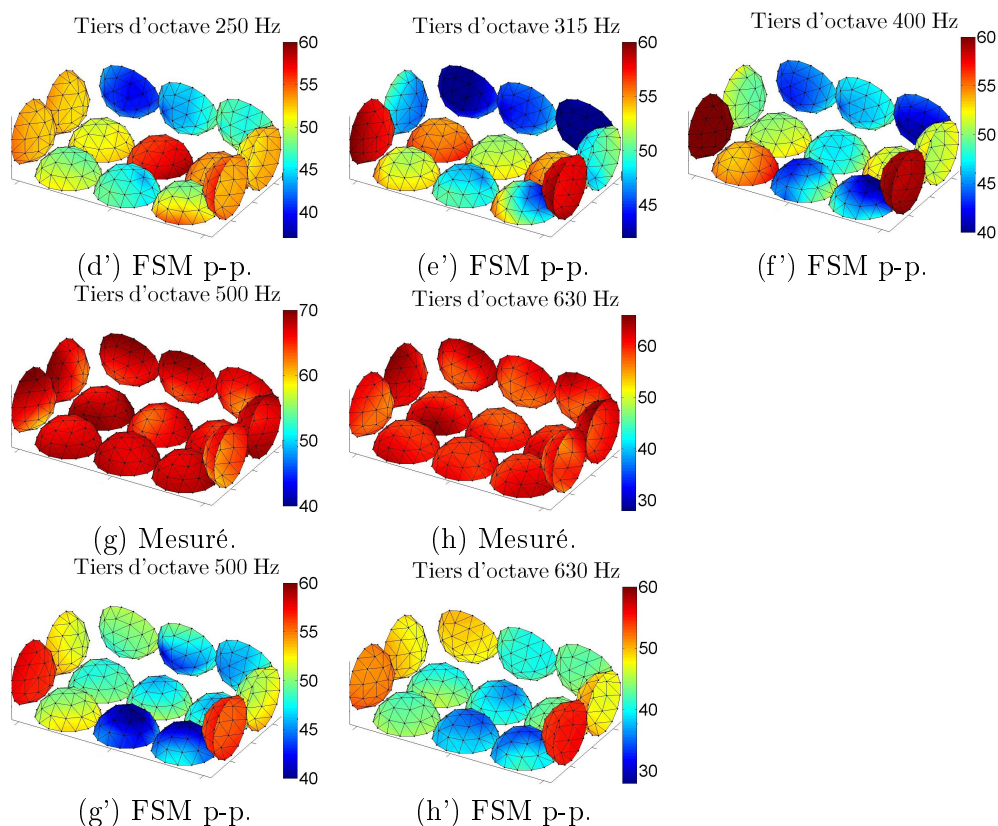 Tiers d'octave 250 Hz
60
55
50
45
40
(d') FSM p-p.
Tiers d'octave 315 Hz
60
55
50
45
(e') FSM p-p.
Tiers d'octave 400 Hz
60
55
50
45
40
(f') FSM p-p.
Tiers d'octave 500 Hz
70
60
50
40
(g) Mesuré.
Tiers d'octave 630 Hz
60
50
40
30
(h) Mesuré.
Tiers d'octave 500 Hz
60
55
50
45
40
(g') FSM p-p.
Tiers d'octave 630 Hz
60
50
40
30
(h') FSM p-p.